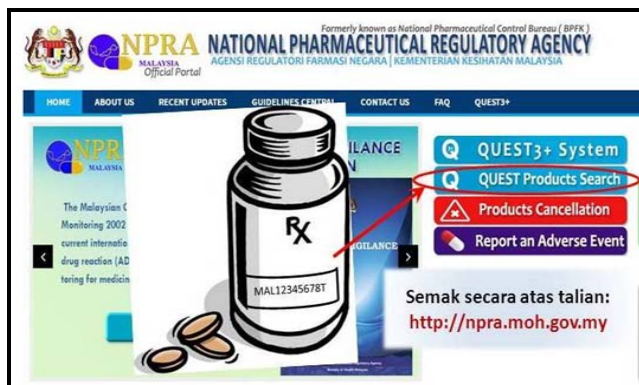 Formerly known as National Pharmaceutical Control Bureau ( BPFK )
NPRA
MALAYSIA
Official Portal
NATIONAL PHARMACEUTICAL REGULATORY AGENCY
AGENSI REGULATORI FARMASI NEGARA | KEMENTERIAN KESIHATAN MALAYSIA
HOME ABOUT US RECENT UPDATES GUIDELINES CENTRAL CONTACT US FAQ QUEST3+
NPR
MALAYSIA
ILANCE
N
The Malaysian
Monitoring 2002
current internatio
drug reaction (AD
toring for medicin
IGILANCE
Rx
MAL12345678T
QUEST3+ System
QUEST Products Search
Products Cancellation
Report an Adverse Event
Semak secara atas talian:
http://npra.moh.gov.my